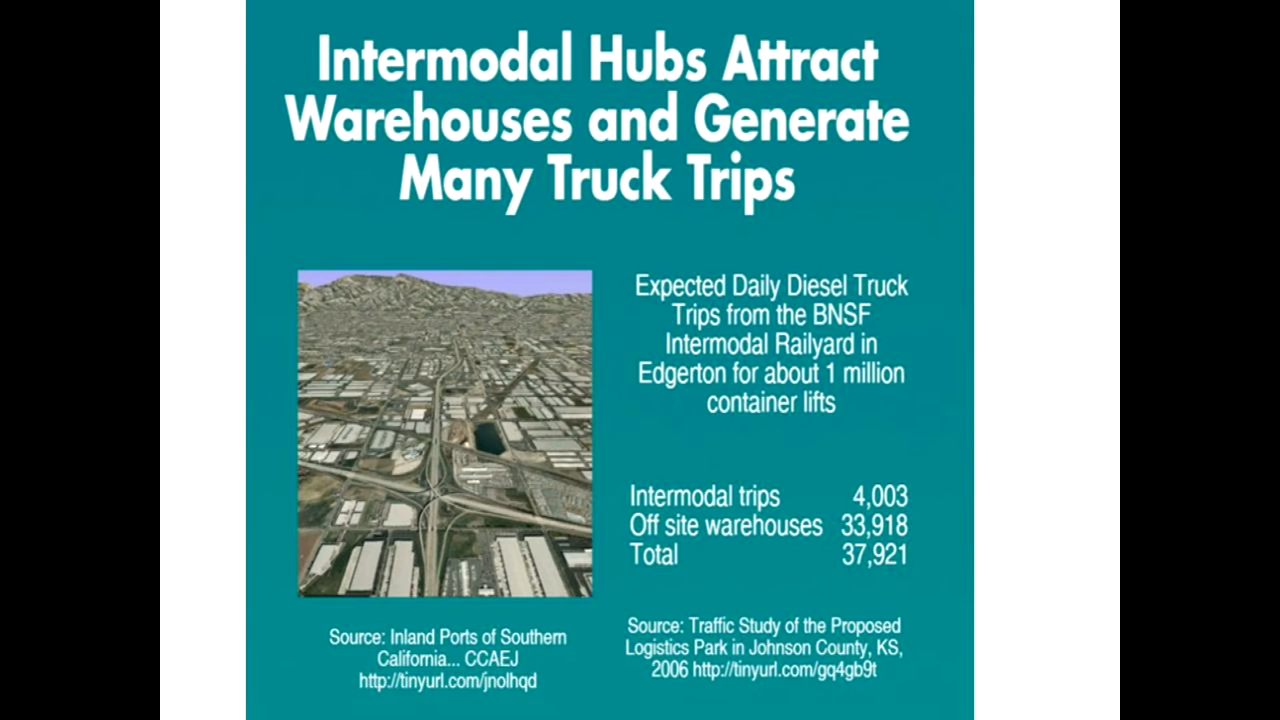 Intermodal Hubs Attract
Warehouses and Generate
Many Truck Trips
Expected Daily Diesel Truck
Trips from the BNSF
Intermodal Railyard in
Edgerton for about 1 million
container lifts
Intermodal trips 4,003
Off site warehouses 33,918
Total 37,921
Source: Inland Ports of Southern
California... CCAEJ
http://tinyurl.com/jnolhqd
Source: Traffic Study of the Proposed
Logistics Park in Johnson County, KS,
2006 http://tinyurl.com/gq4gb9t